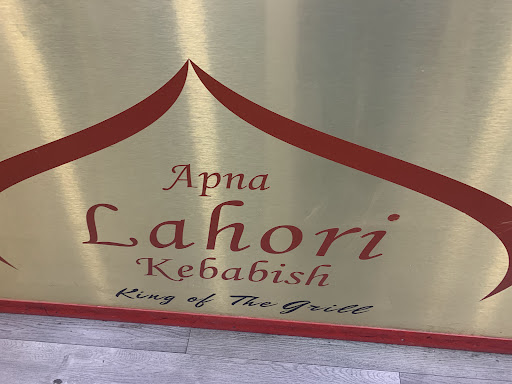 Apna
Lahori
Kebabish
King of The Grill